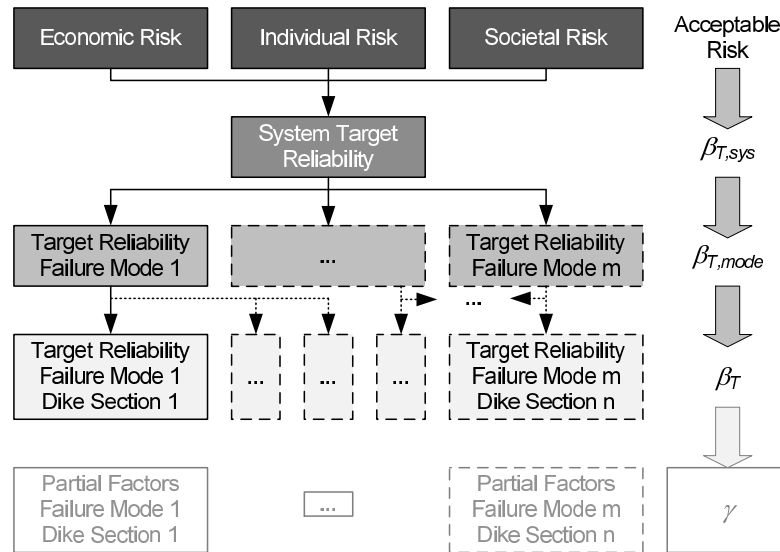 Economic Risk
Individual Risk
Societal Risk
Acceptable
Risk
System Target
Reliability
βT,sys
Target Reliability
Failure Mode 1
...
Target Reliability
Failure Mode m
βT,mode
...
Target Reliability
Failure Mode 1
Dike Section 1
...
...
...
Target Reliability
Failure Mode m
Dike Section n
βT
Partial Factors
Failure Mode 1
Dike Section 1
...
Partial Factors
Failure Mode m
Dike Section n
γ